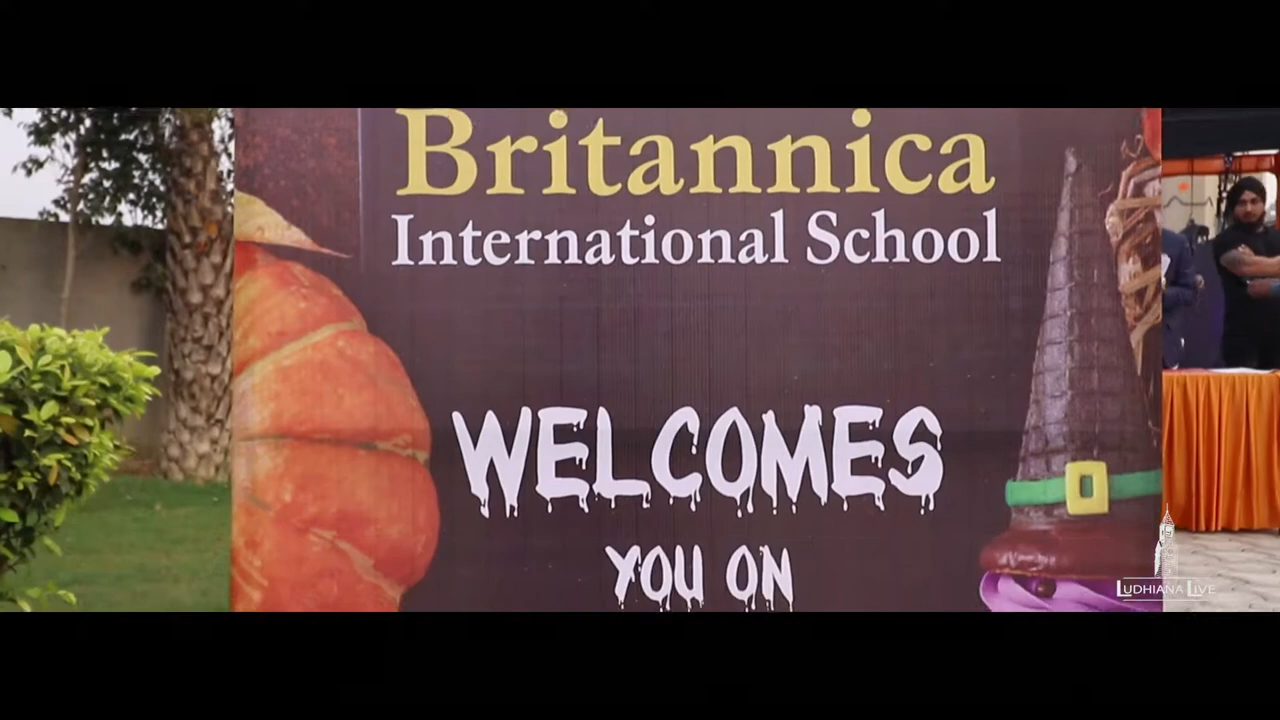 Britannica
International School
WELCOMES
YOU ON
LUDHIANA LIVE